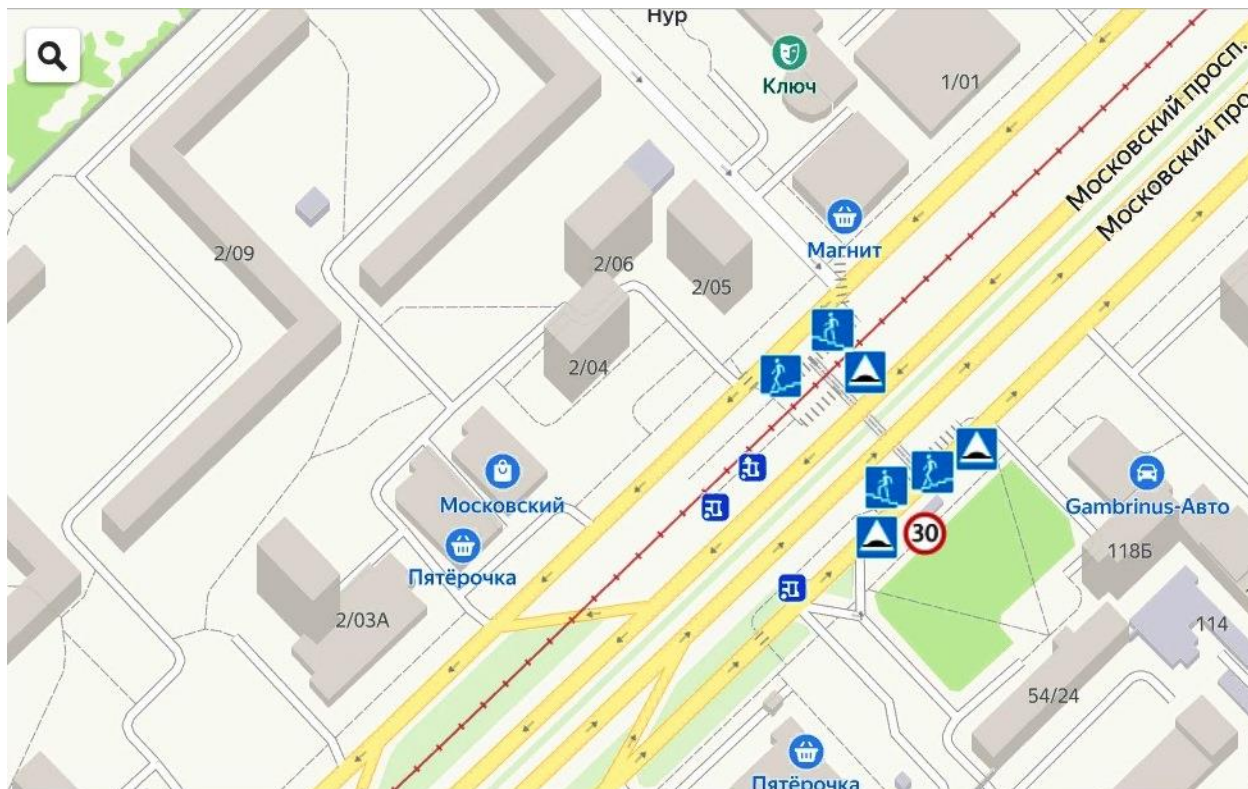 Нур
Ключ
1/01
Московский просп.
Московский про
Магнит
2/09
2/06
2/05
2/04
Московский
Gambrinus-Авто
30
118Б
Пятёрочка
2/03А
114
54/24
Пятёрочка